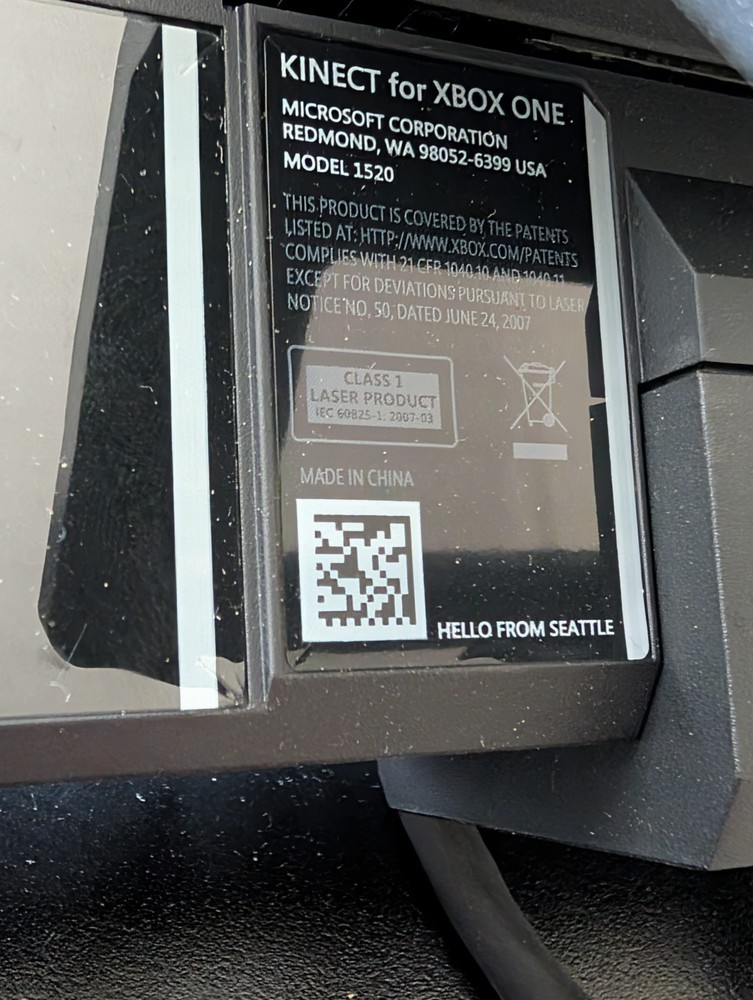 KINECT for XBOX ONE
MICROSOFT CORPORATION
REDMOND, WA 98052-6399 USA
MODEL 1520
THIS PRODUCT IS COVERED BY THE PATENTS
LISTED AT: HTTP://WWW.XBOX.COM/PATENTS
COMPLIES WITH 21 CFR 1040.10 AND 1040.11
EXCEPT FOR DEVIATIONS PURSUANT TO LASER
NOTICE NO, 50, DATED JUNE 24, 2007
CLASS 1
LASER PRODUCT
IEC 60825-1: 2007-03
MADE IN CHINA
HELLO FROM SEATTLE